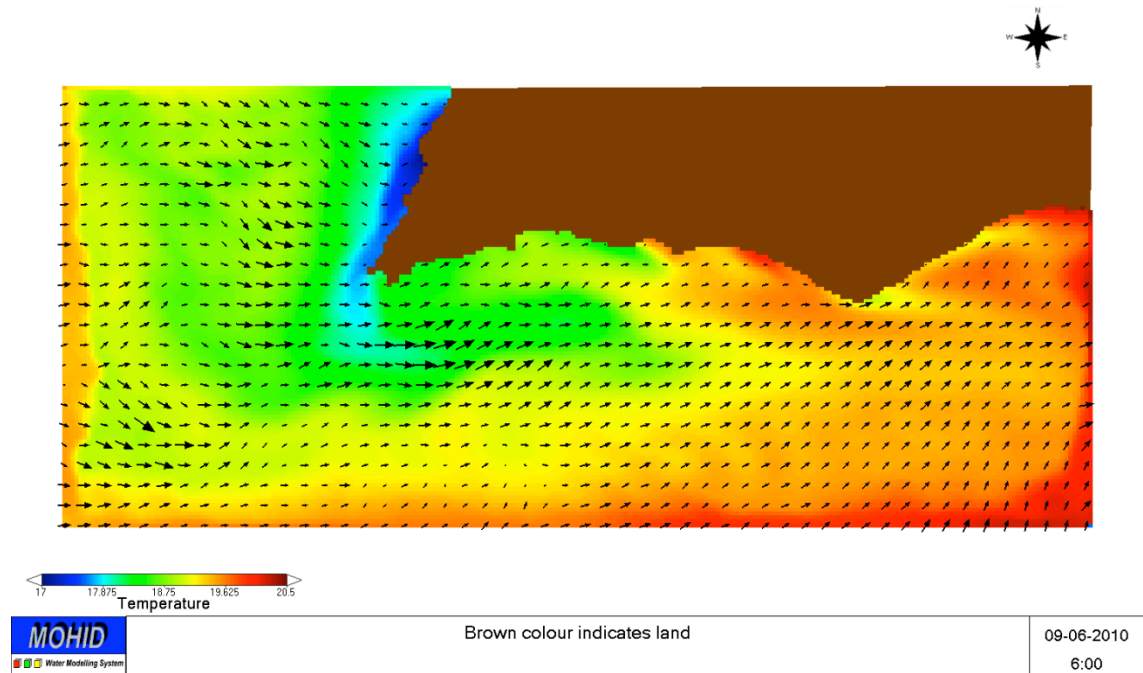 N
W E
S
17 17.875 18.75 19.625 20.5
Temperature
MOHID
Water Modelling System
Brown colour indicates land
09-06-2010
6:00